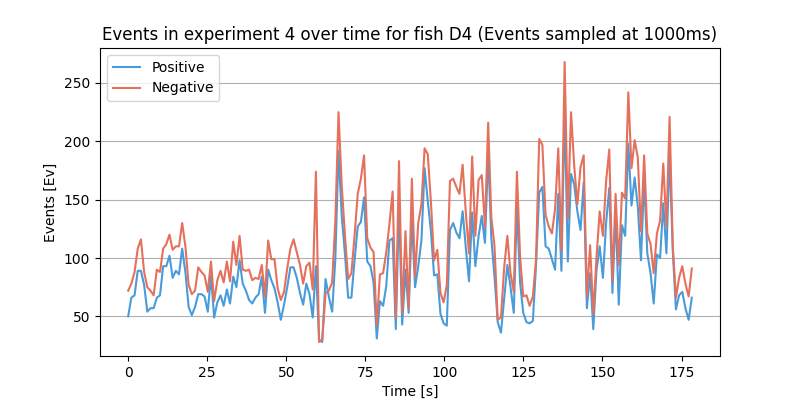 Events in experiment 4 over time for fish D4 (Events sampled at 1000ms)
Positive
Negative
Events [Ev]
250
200
150
100
50
0 25 50 75 100 125 150 175
Time [s]